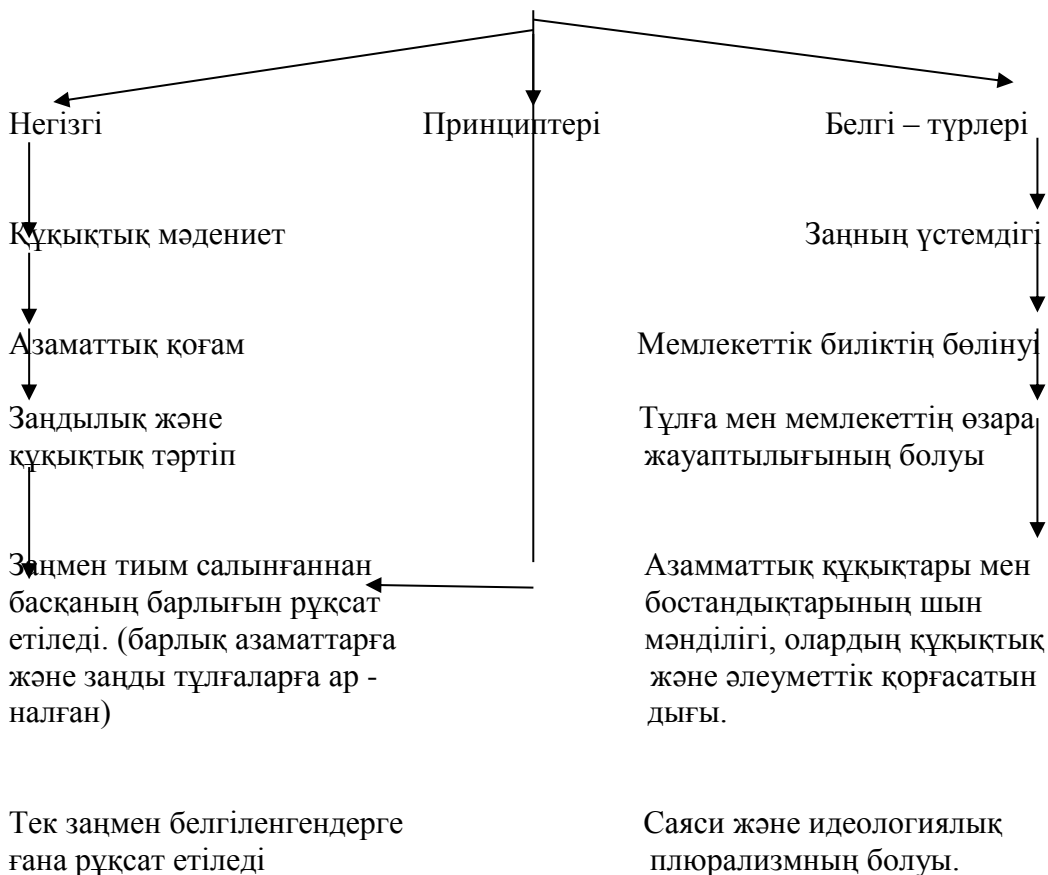 Негізгі
Принциптері
Белгі – түрлері
Құқықтық мәдениет
Заңның үстемдігі
Азаматтық қоғам
Мемлекеттік биліктің бөлінуі
Заңдылық және
құқықтық тәртіп
Тұлға мен мемлекеттің өзара
жауаптылығының болуы
Заңмен тиым салынғаннан
басқаның барлығын рұқсат
етіледі. (барлық азаматтарға
және заңды тұлғаларға ар -
налған)
Азамматтық құқықтары мен
бостандықтарының шын
мәнділігі, олардың құқықтық
және әлеуметтік қорғасатын
дығы.
Тек заңмен белгіленгендерге
ғана рұқсат етіледі
Саяси және идеологиялық
плюрализмның болуы.